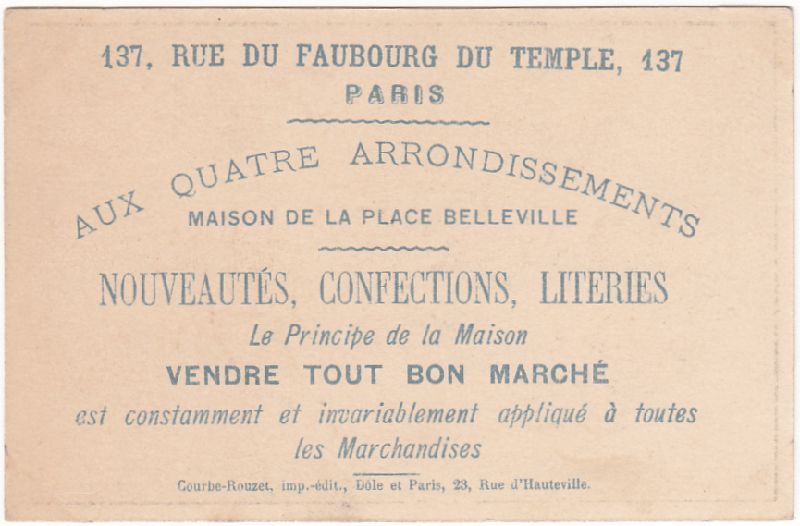 137, RUE DU FAUBOURG DU TEMPLE, 137
PARIS
AUX QUATRE ARRONDISSEMENTS
MAISON DE LA PLACE BELLEVILLE
NOUVEAUTÉS, CONFECTIONS, LITERIES
Le Principe de la Maison
VENDRE TOUT BON MARCHÉ
est constamment et invariablement appliqué à toutes
les Marchandises
Courbe-Rouzet, imp.-édit., Dôle et Paris, 23, Rue d'Hauteville.